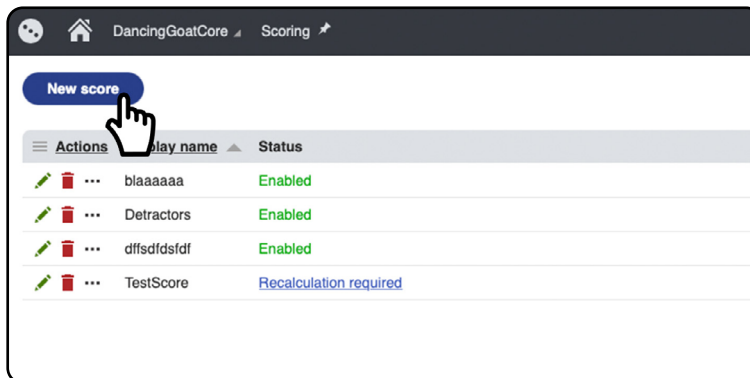 DancingGoatCore Scoring
New score
Actions play name Status
blaaaaaa Enabled
Detractors Enabled
dffsdfdsfdf Enabled
TestScore Recalculation required